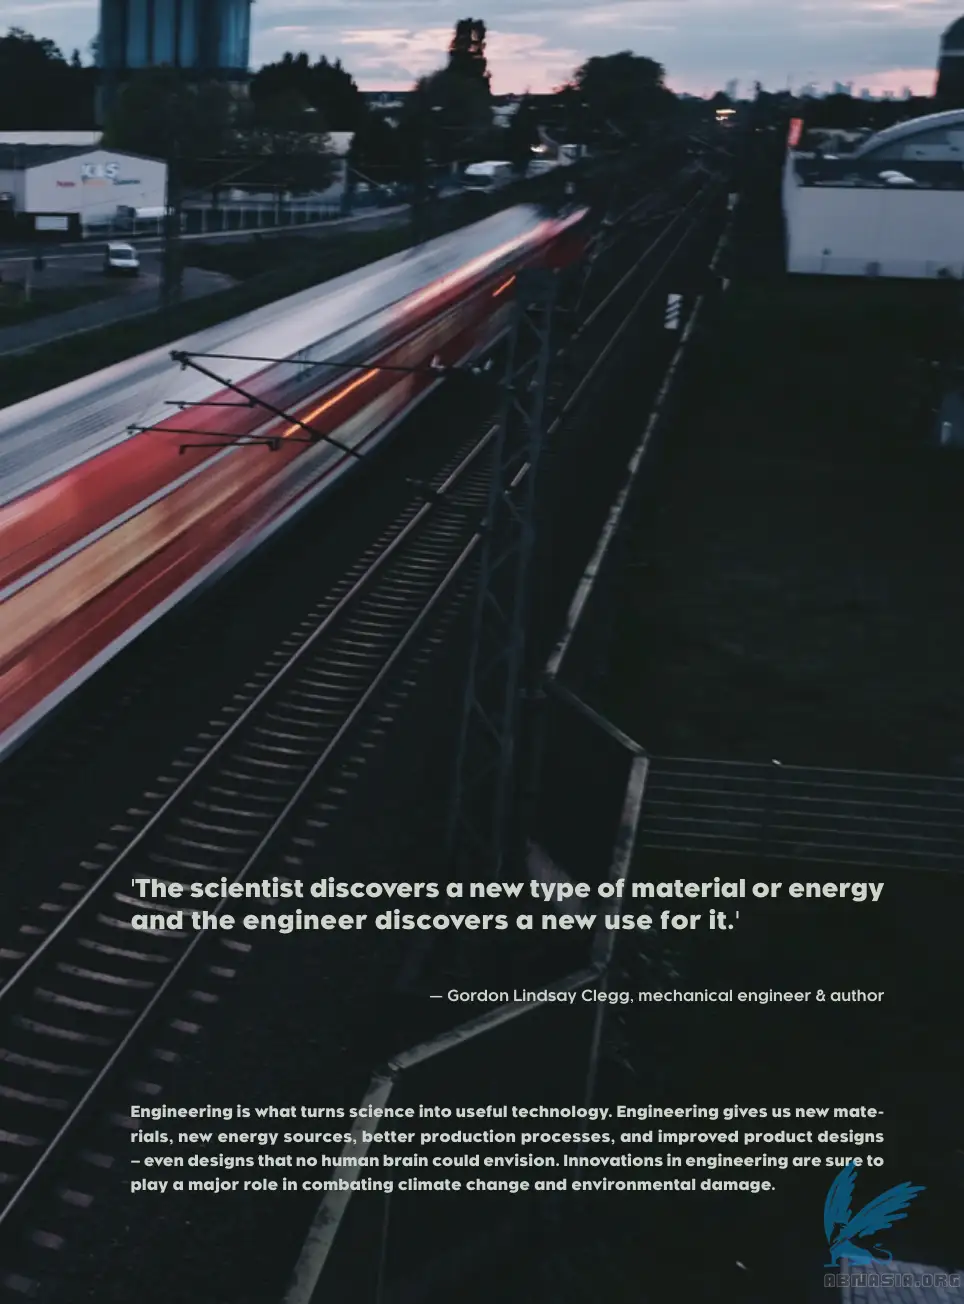 'The scientist discovers a new type of material or energy
and the engineer discovers a new use for it.'
— Gordon Lindsay Clegg, mechanical engineer & author
Engineering is what turns science into useful technology. Engineering gives us new mate-
rials, new energy sources, better production processes, and improved product designs
– even designs that no human brain could envision. Innovations in engineering are sure to
play a major role in combating climate change and environmental damage.
ABNASIA.ORG